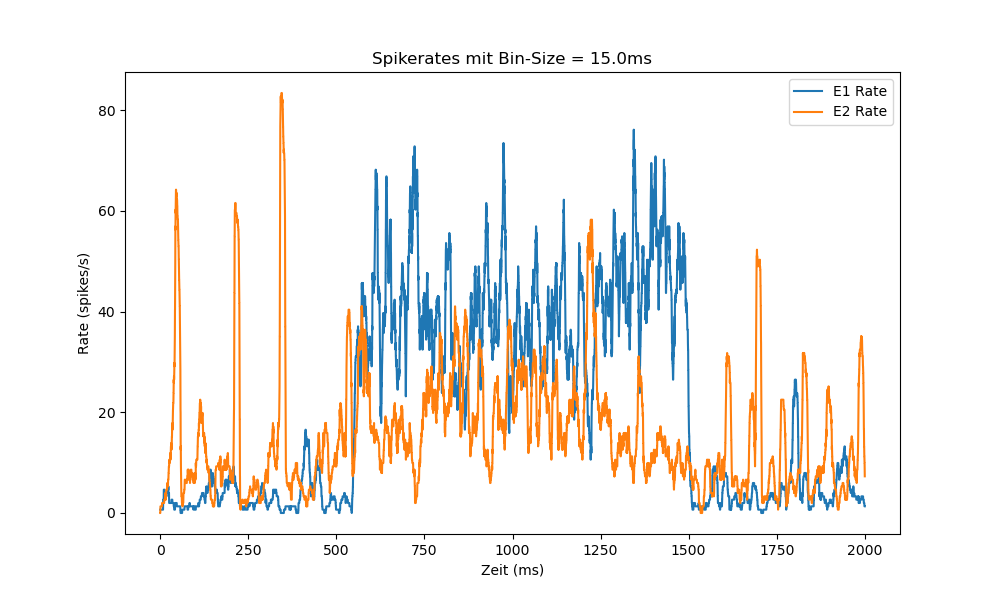 Spikerates mit Bin-Size = 15.0ms
E1 Rate
E2 Rate
80
60
40
20
0
Rate (spikes/s)
0 250 500 750 1000 1250 1500 1750 2000
Zeit (ms)